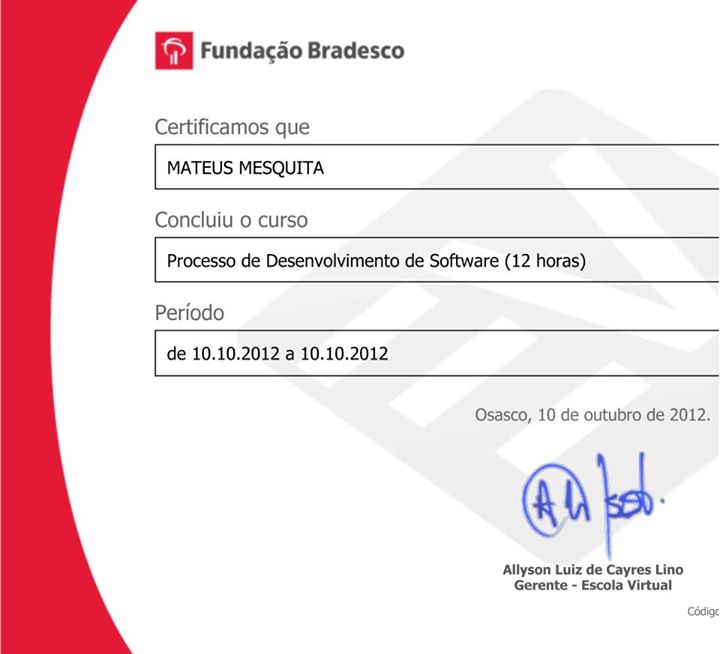 Fundação Bradesco
Certificamos que
MATEUS MESQUITA
Concluiu o curso
Processo de Desenvolvimento de Software (12 horas)
Período
de 10.10.2012 a 10.10.2012
Osasco, 10 de outubro de 2012.
Allyson Luiz de Cayres Lino
Gerente - Escola Virtual
Código